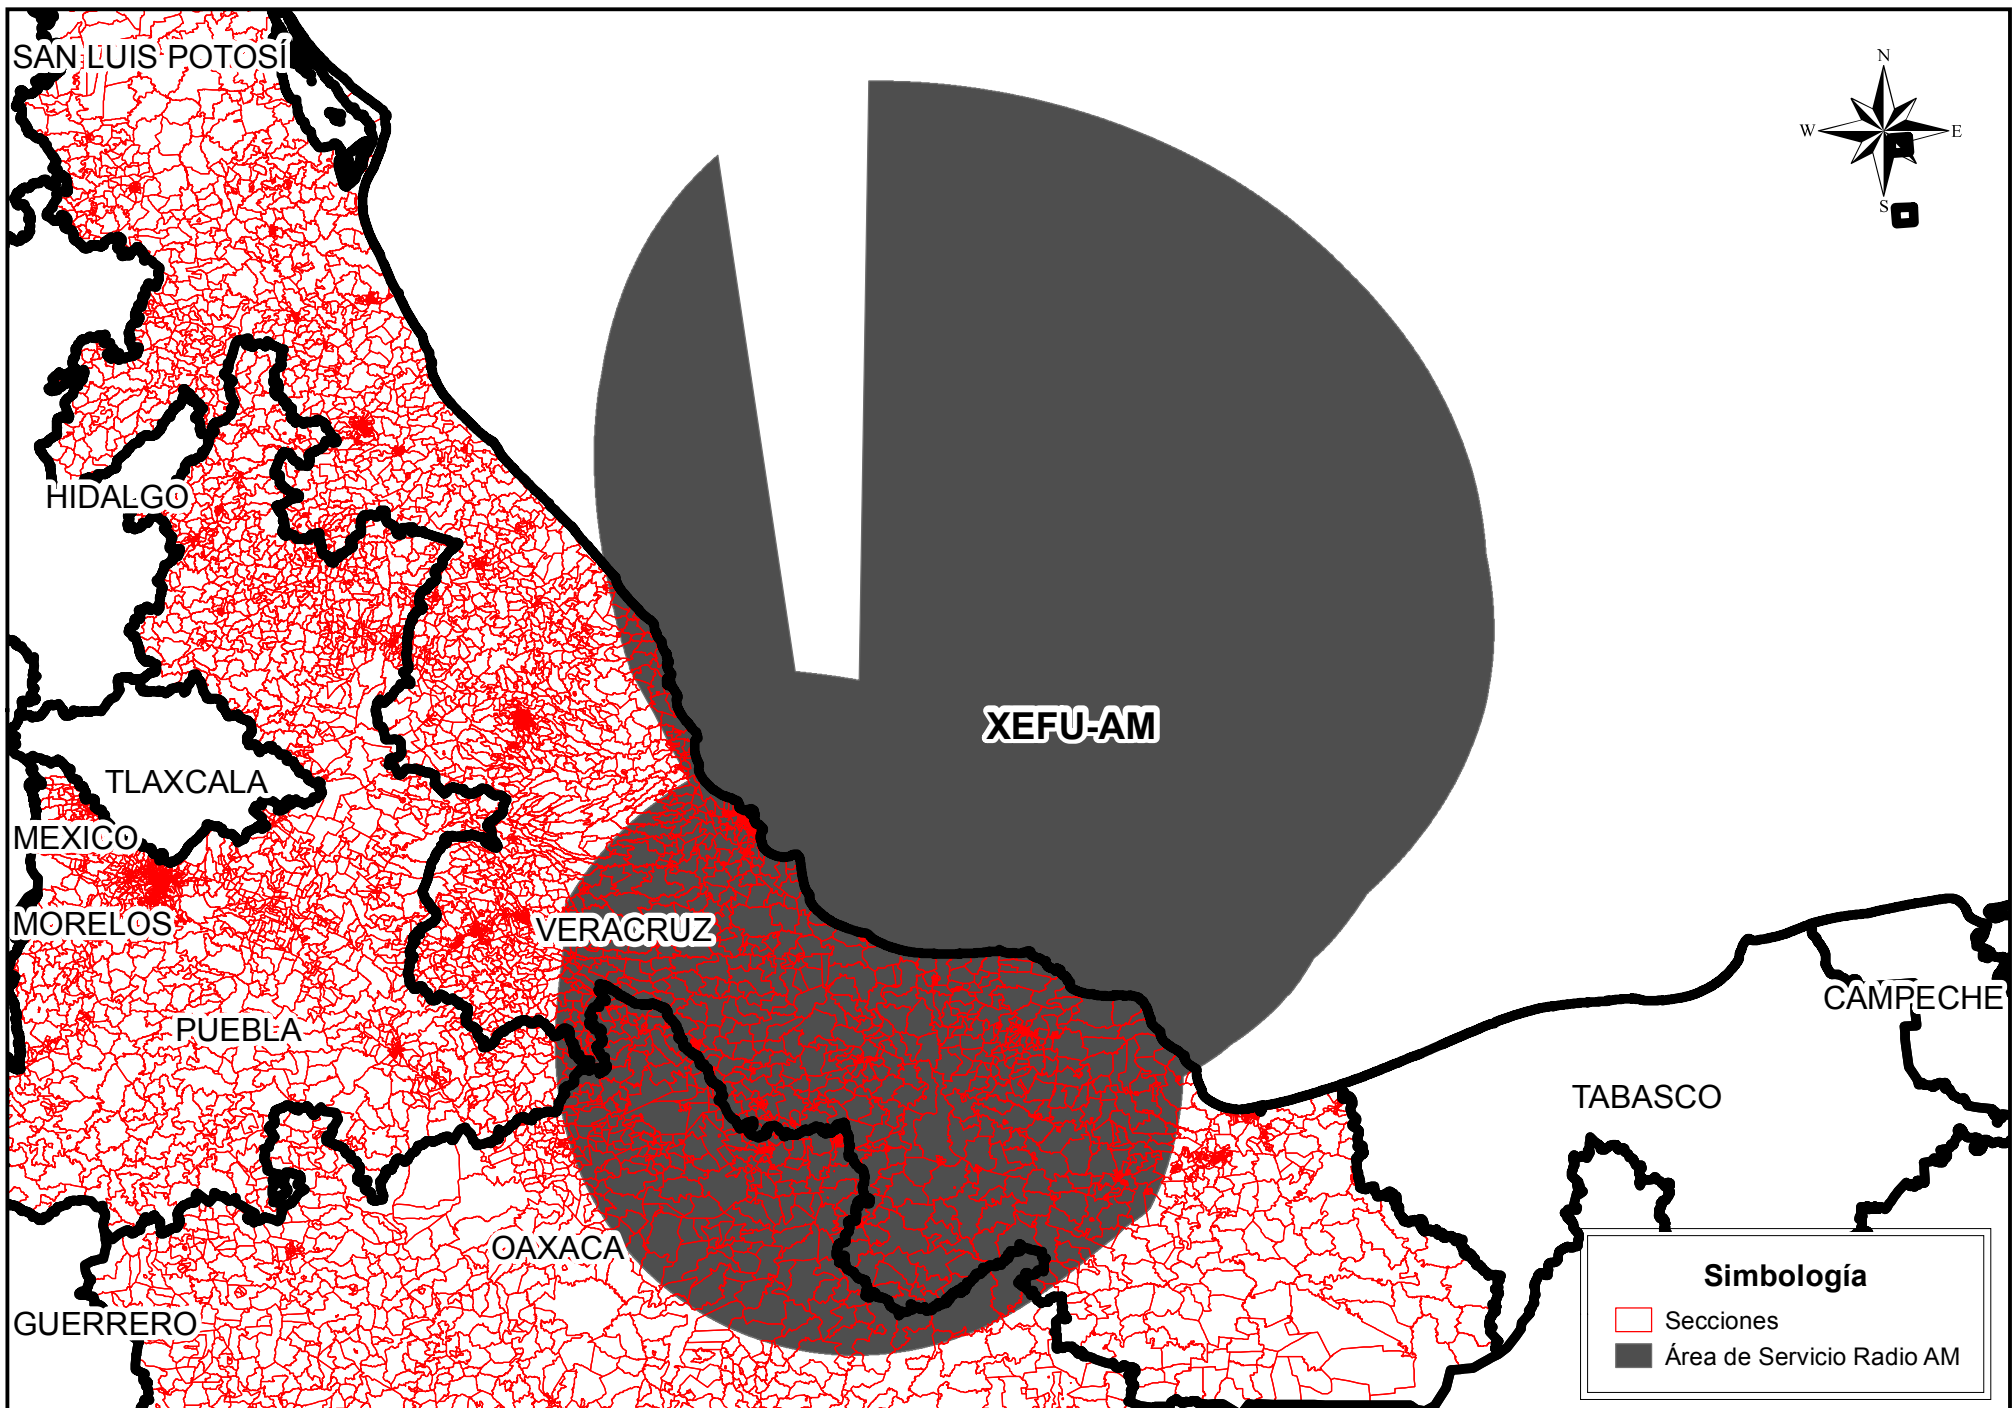 SAN LUIS POTOSÍ
N
W
E
S
HIDALGO
XEFU-AM
TLAXCALA
MEXICO
MORELOS
VERACRUZ
CAMPECHE
PUEBLA
TABASCO
OAXACA
GUERRERO
Simbología
Secciones
Área de Servicio Radio AM